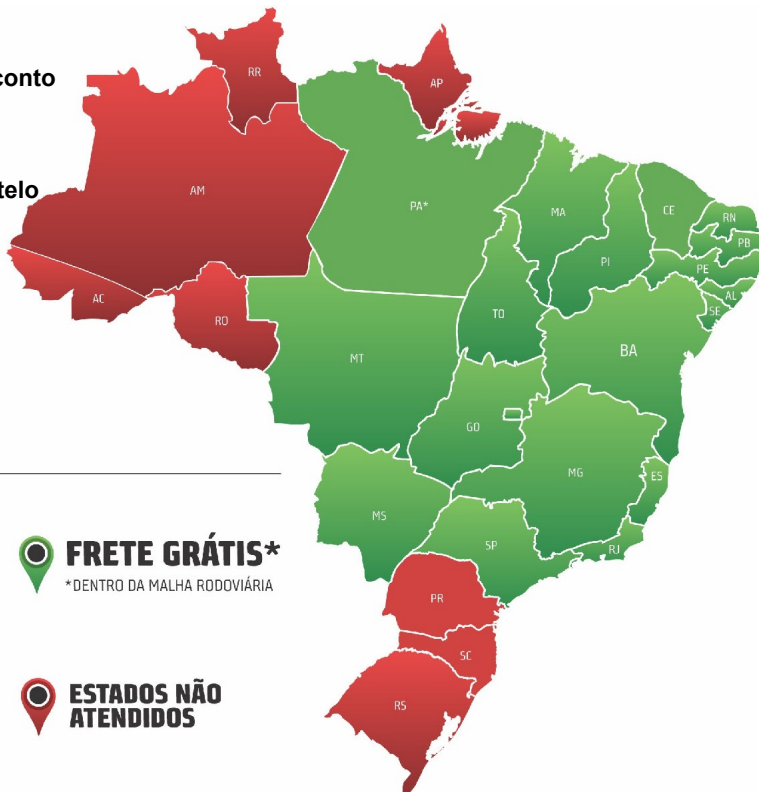 conto
telo
RR
AP
AM
PA*
MA
CE
RN
PB
PI
PE
AL
SE
AC
RO
TO
MT
BA
GO
MG
ES
MS
SP
RJ
PR
SC
RS
FRETE GRÁTIS*
*DENTRO DA MALHA RODOVIÁRIA
ESTADOS NÃO
ATENDIDOS